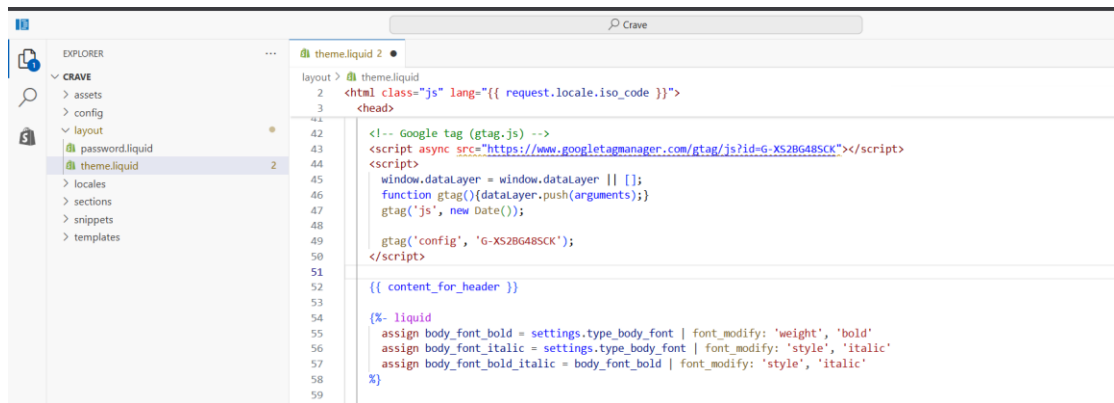 Crave
EXPLORER
...
theme.liquid 2
1
CRAVE
layout > theme.liquid
> assets
> config
layout
password.liquid
theme.liquid 2
> locales
> sections
> snippets
> templates
2 <html class="js" lang="{{ request.locale.iso_code }}">
3 <head>
41
42 <!-- Google tag (gtag.js) -->
43 <script async src="https://www.googletagmanager.com/gtag/js?id=G-XS2BG48SCK"></script>
44 <script>
45 window.dataLayer = window.dataLayer || [];
46 function gtag(){dataLayer.push(arguments);}
47 gtag('js', new Date());
48
49 gtag('config', 'G-XS2BG48SCK');
50 </script>
51
52 {{ content_for_header }}
53
54 {%- liquid
55 assign body_font_bold = settings.type_body_font | font_modify: 'weight', 'bold'
56 assign body_font_italic = settings.type_body_font | font_modify: 'style', 'italic'
57 assign body_font_bold_italic = body_font_bold | font_modify: 'style', 'italic'
58 %}
59